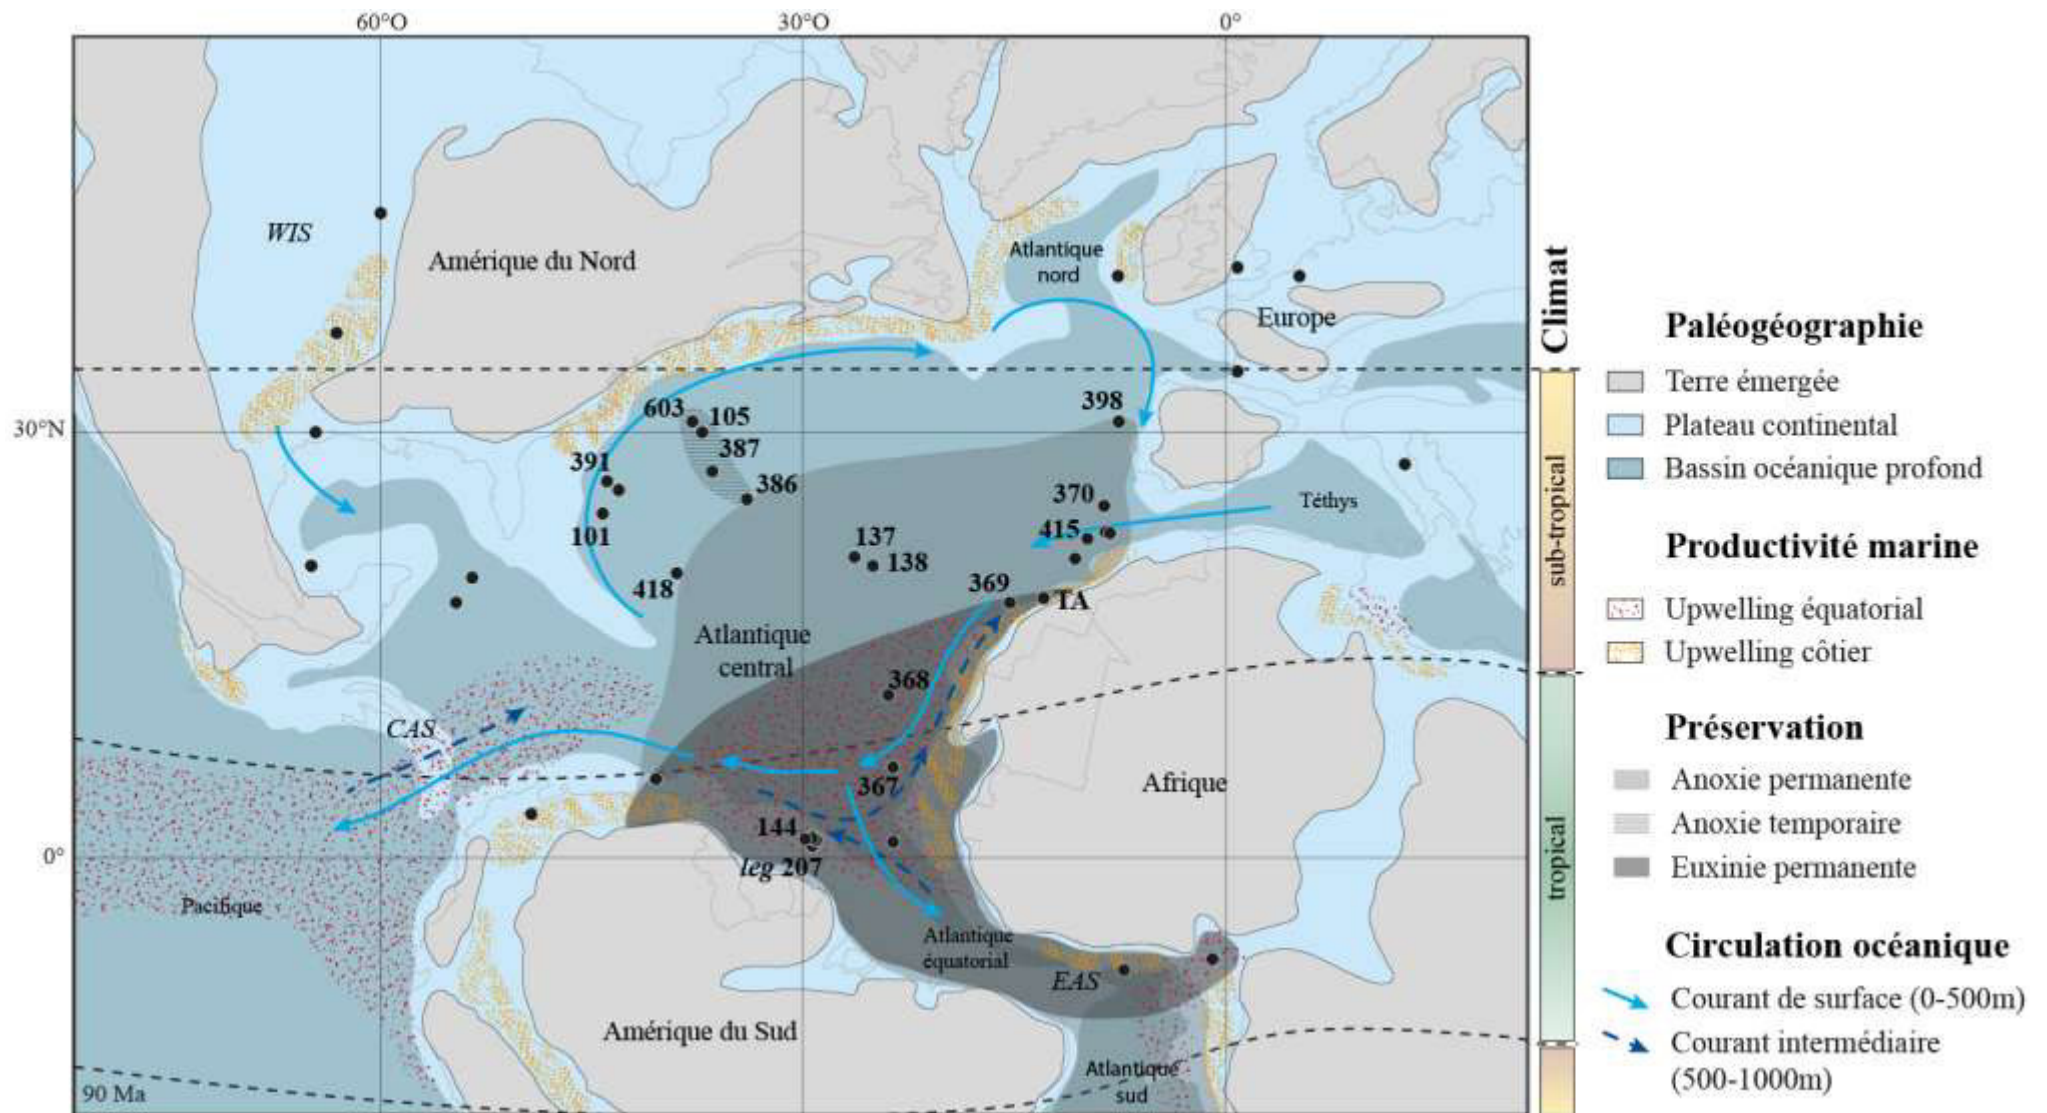 60°O
30°O
0°
WIS
Amérique du Nord
Atlantique
nord
Europe
30°N
603
105
387
391
386
101
398
370
415
Téthys
137
138
418
369
TA
Atlantique
central
368
CAS
367
Afrique
144
leg 207
0°
Pacifique
Atlantique
équatorial
EAS
Amérique du Sud
Atlantique
sud
90 Ma
Climat
sub-tropical
tropical
Paléogéographie
Terre émergée
Plateau continental
Bassin océanique profond
Productivité marine
Upwelling équatorial
Upwelling côtier
Préservation
Anoxie permanente
Anoxie temporaire
Euxinie permanente
Circulation océanique
Courant de surface (0-500m)
Courant intermédiaire
(500-1000m)